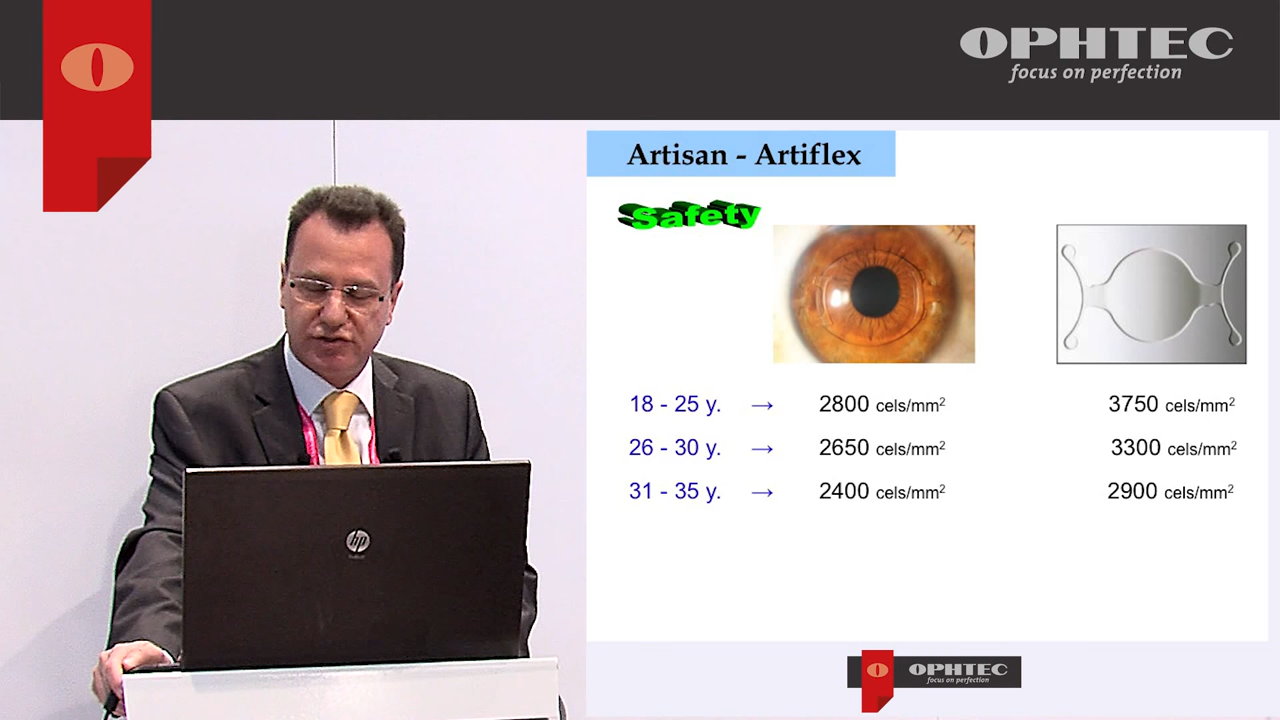 OPHTEC
focus on perfection
Artisan - Artiflex
Safety
18 - 25 y. → 2800 cels/mm² 3750 cels/mm²
26 - 30 y. → 2650 cels/mm² 3300 cels/mm²
31 - 35 y. → 2400 cels/mm² 2900 cels/mm²
hp
OPHTEC
focus on perfection